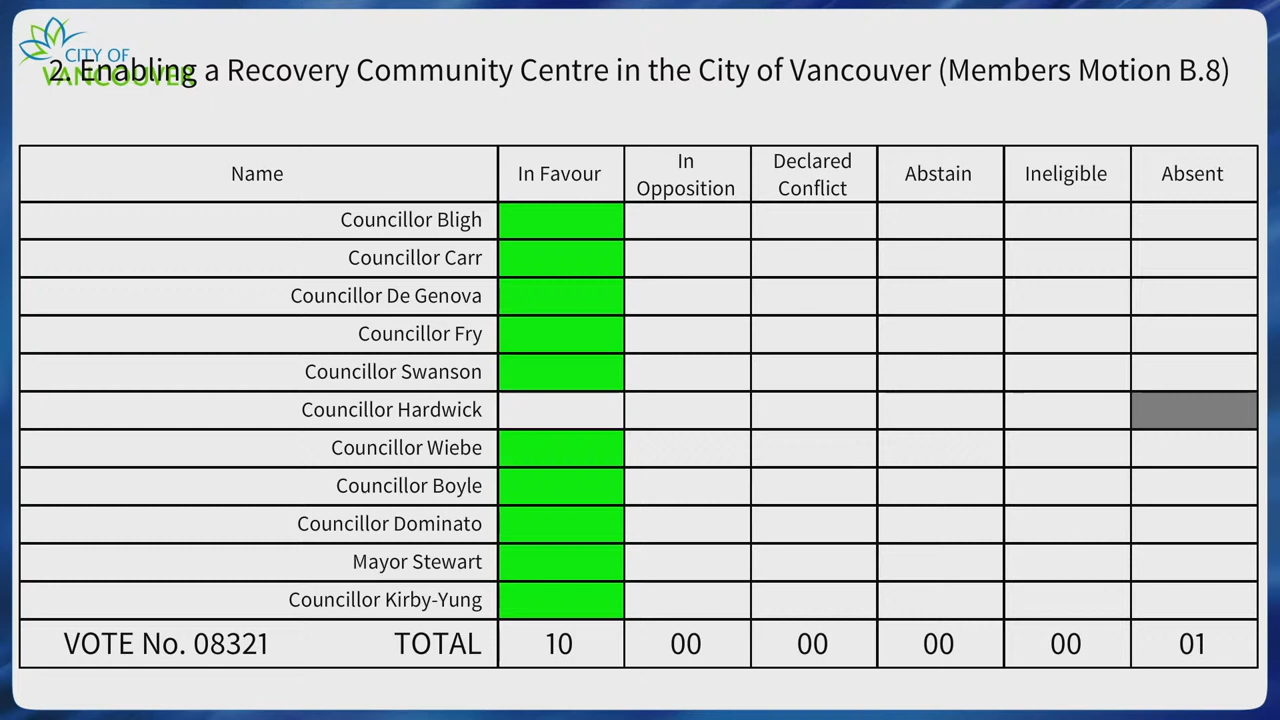 CITY OF
VANCOUVER
2. Enabling a Recovery Community Centre in the City of Vancouver (Members Motion B.8)
Name In Favour In Opposition Declared Conflict Abstain Ineligible Absent
Councillor Bligh
Councillor Carr
Councillor De Genova
Councillor Fry
Councillor Swanson
Councillor Hardwick
Councillor Wiebe
Councillor Boyle
Councillor Dominato
Mayor Stewart
Councillor Kirby-Yung
VOTE No. 08321 TOTAL 10 00 00 00 00 01